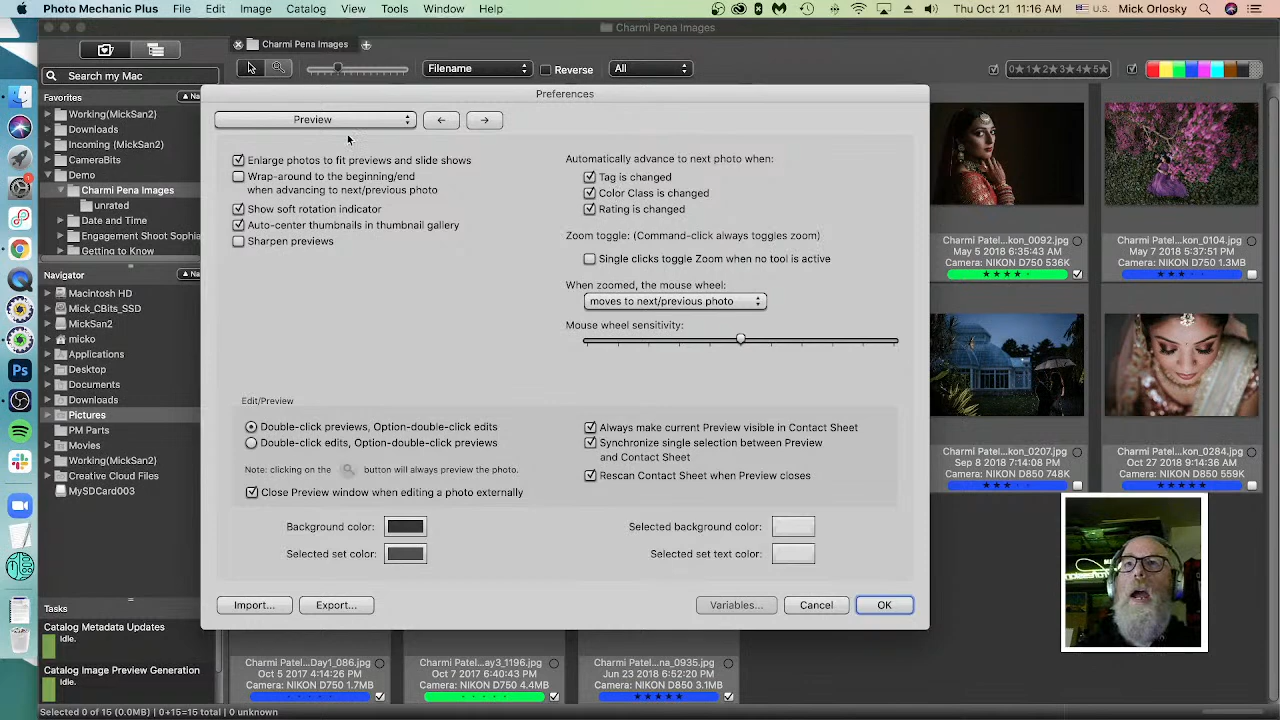 Photo Mechanic Plus File Edit Image Catalog View Tools Window Help
U.S. Thu Oct 21 11:16 AM Mick Orlosky
Charmi Pena Images
Charmi Pena Images
Search my Mac
Filename
Reverse
All
0★1★2★3★4★5★
Favorites
Working(MickSan2)
Downloads
Incoming (MickSan2)
CameraBits
Demo
Charmi Pena Images
unrated
Date and Time
Engagement Shoot Sophia
Getting to Know
Navigator
Macintosh HD
Mick_CBits_SSD
MickSan2
micko
Applications
Desktop
Documents
Downloads
Pictures
PM Parts
Movies
Working(MickSan2)
Creative Cloud Files
MySDCard003
Tasks
Catalog Metadata Updates
Idle.
Catalog Image Preview Generation
Idle.
Preferences
Preview
Enlarge photos to fit previews and slide shows
Wrap-around to the beginning/end
when advancing to next/previous photo
Show soft rotation indicator
Auto-center thumbnails in thumbnail gallery
Sharpen previews
Automatically advance to next photo when:
Tag is changed
Color Class is changed
Rating is changed
Zoom toggle: (Command-click always toggles zoom)
Single clicks toggle Zoom when no tool is active
When zoomed, the mouse wheel:
moves to next/previous photo
Mouse wheel sensitivity:
Edit/Preview
Double-click previews, Option-double-click edits
Double-click edits, Option-double-click previews
Note: clicking on the button will always preview the photo.
Close Preview window when editing a photo externally
Always make current Preview visible in Contact Sheet
Synchronize single selection between Preview
and Contact Sheet
Rescan Contact Sheet when Preview closes
Background color:
Selected set color:
Selected background color:
Selected set text color:
Import...
Export...
Variables...
Cancel
OK
Charmi Patel...kon_0092.jpg
May 5 2018 6:35:43 AM
Camera: NIKON D750 536K
Charmi Patel...kon_0104.jpg
May 7 2018 5:37:51 PM
Camera: NIKON D750 1.3MB
Charmi Patel...kon_0207.jpg
Sep 8 2018 7:14:08 PM
Camera: NIKON D850 748K
Charmi Patel...kon_0284.jpg
Oct 27 2018 9:14:36 AM
Camera: NIKON D850 559K
Charmi Patel...Day1_086.jpg
Oct 5 2017 4:14:26 PM
Camera: NIKON D750 1.7MB
Charmi Patel...ay3_1196.jpg
Oct 7 2017 6:40:43 PM
Camera: NIKON D750 4.4MB
Charmi Patel...na_0935.jpg
Jun 23 2018 6:52:20 PM
Camera: NIKON D850 3.1MB
Selected 0 of 15 (0.0MB) | 0+15=15 total | 0 unknown